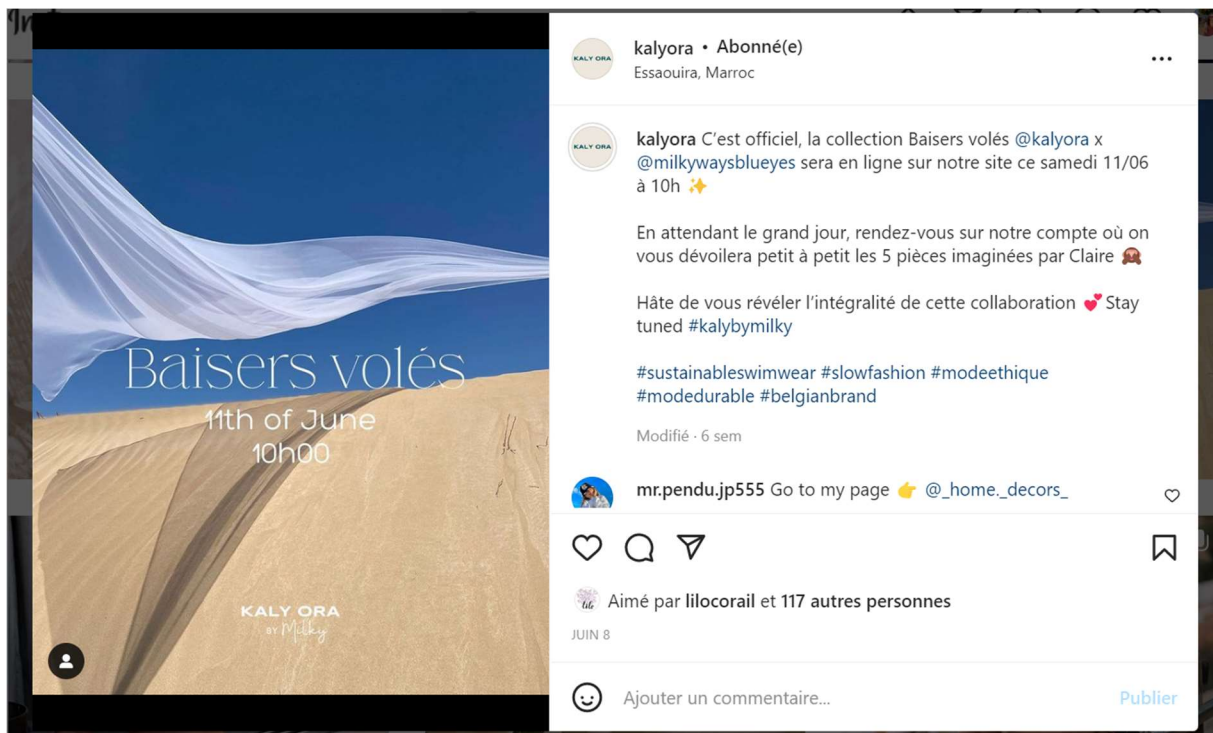 Baisers volés
11th of June
10h00
KALY ORA
BY Milky
KALY ORA
kalyora • Abonné(e)
Essaouira, Marroc
KALY ORA
kalyora C'est officiel, la collection Baisers volés @kalyora x
@milkywaysblueyes sera en ligne sur notre site ce samedi 11/06
à 10h ✨
En attendant le grand jour, rendez-vous sur notre compte où on
vous dévoilera petit à petit les 5 pièces imaginées par Claire 🙈
Hâte de vous révéler l'intégralité de cette collaboration 💕 Stay
tuned #kalybymilky
#sustainableswimwear #slowfashion #modeethique
#modedurable #belgianbrand
Modifié · 6 sem
mr.pendu.jp555 Go to my page 👉 @_home._decors_
Aimé par lilocorail et 117 autres personnes
JUIN 8
Ajouter un commentaire... Publier